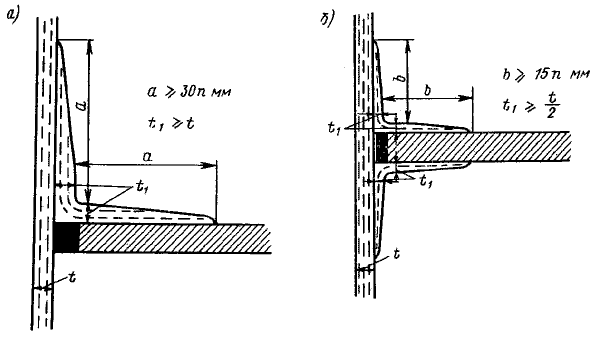 а)
a ⩾ 30n мм
t₁ ⩾ t
a
a
t₁
t
б)
b ⩾ 15n мм
t₁ ⩾ t/2
b
b
t₁
t₁
t